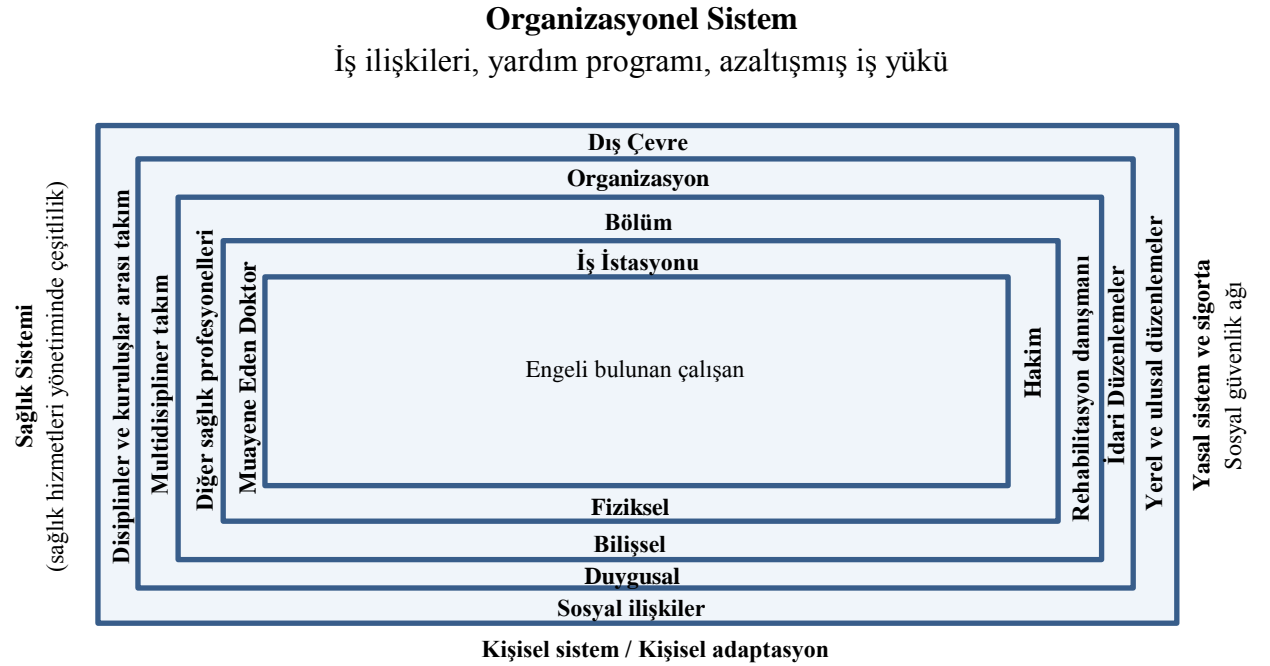 Organizasyonel Sistem
İş ilişkileri, yardım programı, azaltışmış iş yükü
Dış Çevre
Organizasyon
Bölüm
İş İstasyonu
Sağlık Sistemi
(sağlık hizmetleri yönetiminde çeşitlilik)
Disiplinler ve kuruluşlar arası takım
Multidisipliner takım
Diğer sağlık profesyonelleri
Muayene Eden Doktor
Engeli bulunan çalışan
Hakim
Rehabilitasyon danışmanı
İdari Düzenlemeler
Yerel ve ulusal düzenlemeler
Yasal sistem ve sigorta
Sosyal güvenlik ağı
Fiziksel
Bilişsel
Duygusal
Sosyal ilişkiler
Kişisel sistem / Kişisel adaptasyon